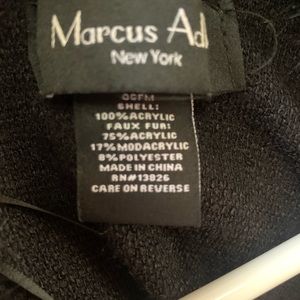 Marcus Ad
New York
OSFM
SHELL:
100%ACRYLIC
FAUX FUR:
75%ACRYLIC
17%MODACRYLIC
8%POLYESTER
MADE IN CHINA
RN#13826
CARE ON REVERSE